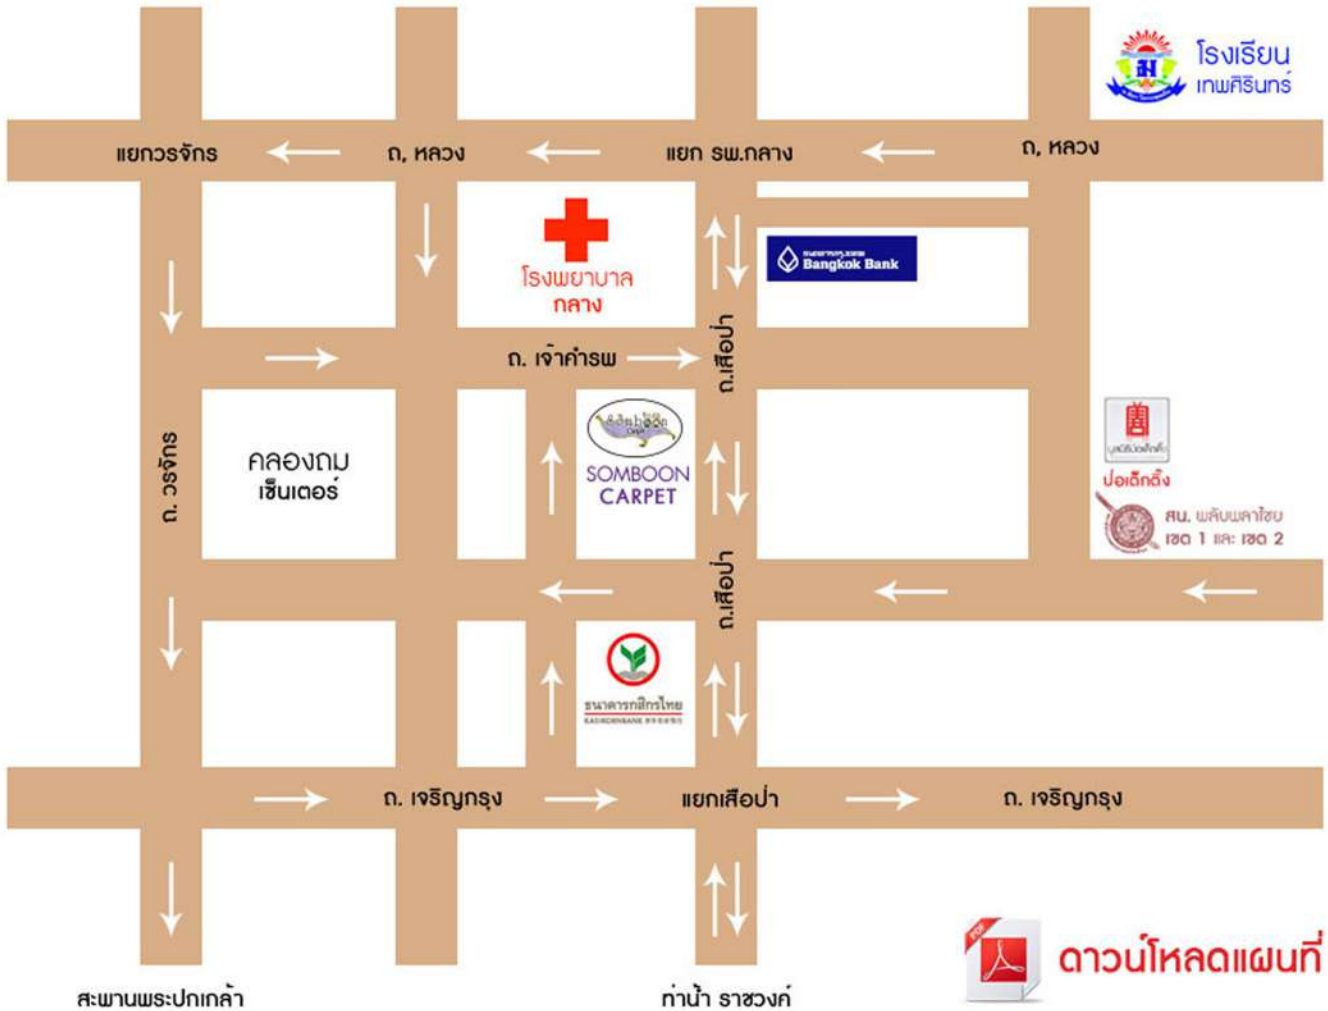 โรงเรียน
เทพศิรินทร์
แยกวรจักร
ถ, หลวง
แยก รพ.กลาง
ถ, หลวง
Bangkok Bank
โรงพยาบาล
กลาง
ถ. เจ้าคำรพ
ถ.เสือป่า
ถ. วรจักร
คลองถม
เซ็นเตอร์
SOMBOON
CARPET
ปอเต็กตึ๊ง
สน. พลับพลาไชย
เขต 1 และ เขต 2
ถ.เสือป่า
ธนาคารกสิกรไทย
KASIKORNBANK
ถ. เจริญกรุง
แยกเสือป่า
ถ. เจริญกรุง
PDF
ดาวน์โหลดแผนที่
สะพานพระปกเกล้า
ท่าน้ำ ราชวงค์